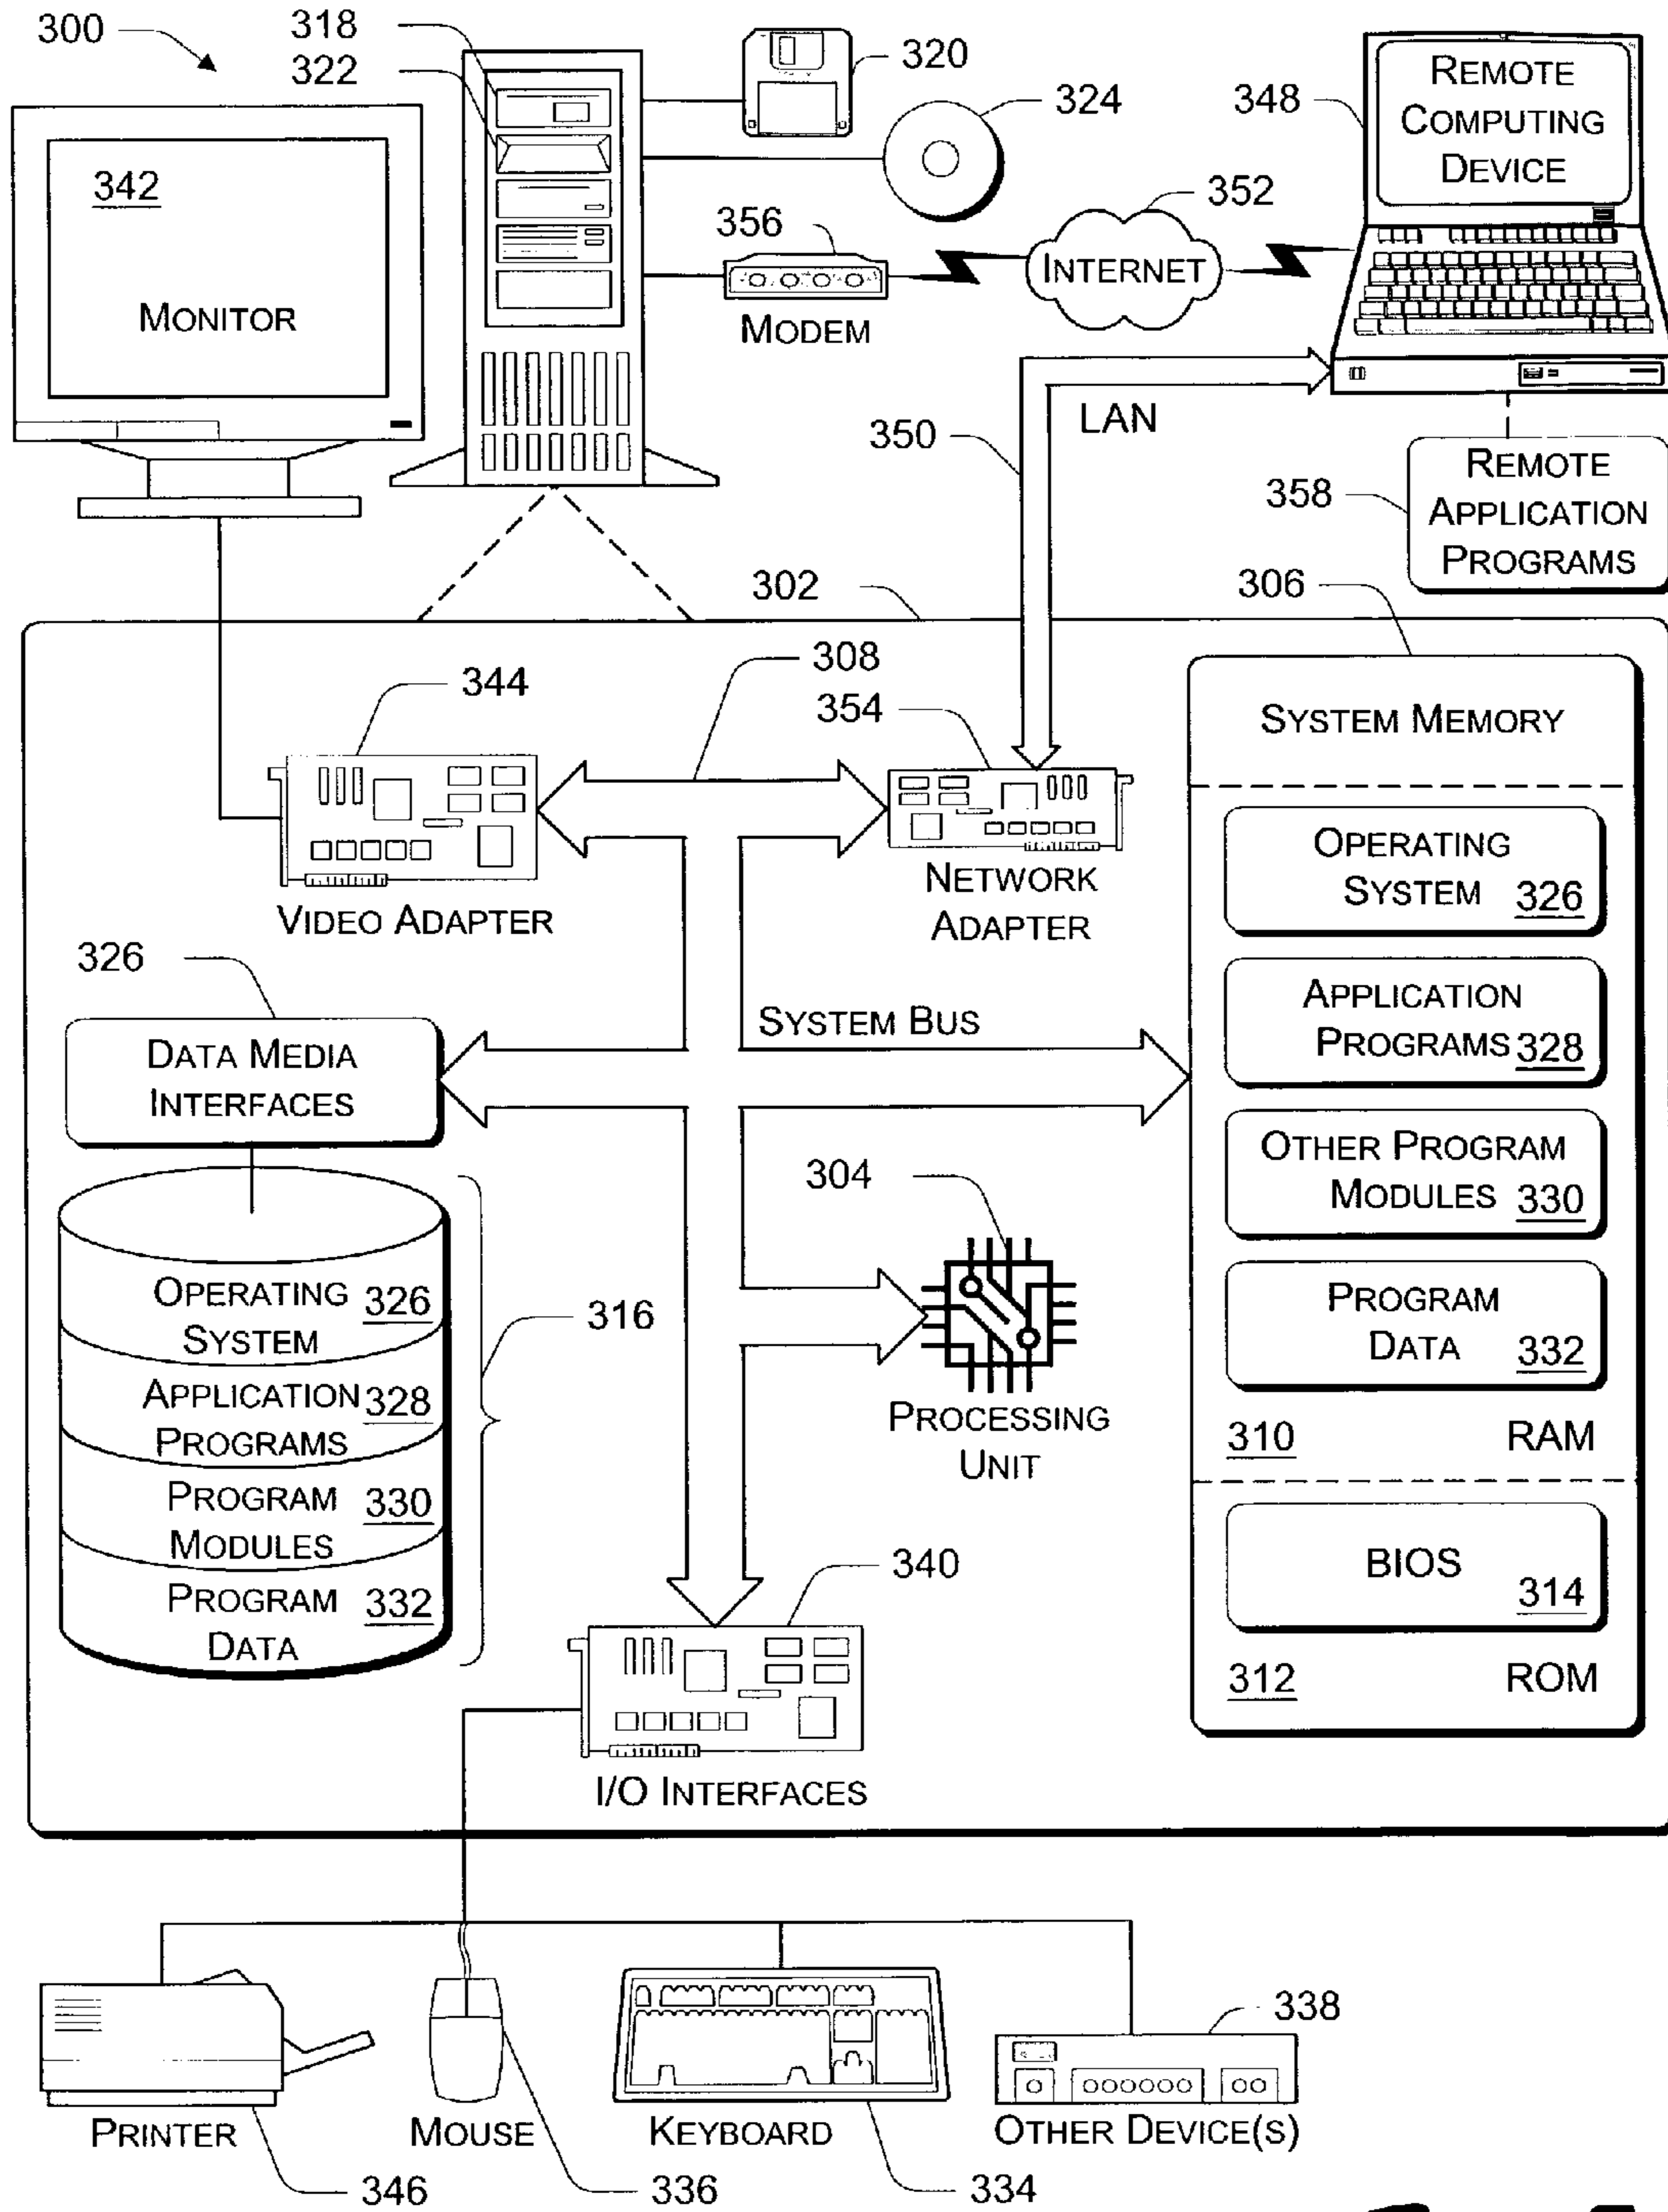 300
318
322
320
324
348
REMOTE
COMPUTING
DEVICE
342
MONITOR
356
MODEM
352
INTERNET
350
LAN
358
REMOTE
APPLICATION
PROGRAMS
302
306
308
344
354
VIDEO ADAPTER
NETWORK
ADAPTER
SYSTEM MEMORY
OPERATING
SYSTEM 326
APPLICATION
PROGRAMS 328
OTHER PROGRAM
MODULES 330
PROGRAM
DATA 332
310 RAM
BIOS
314
312 ROM
326
DATA MEDIA
INTERFACES
SYSTEM BUS
304
PROCESSING
UNIT
OPERATING 326
SYSTEM
APPLICATION 328
PROGRAMS
PROGRAM 330
MODULES
PROGRAM 332
DATA
316
340
I/O INTERFACES
PRINTER
346
MOUSE
336
KEYBOARD
334
338
OTHER DEVICE(S)